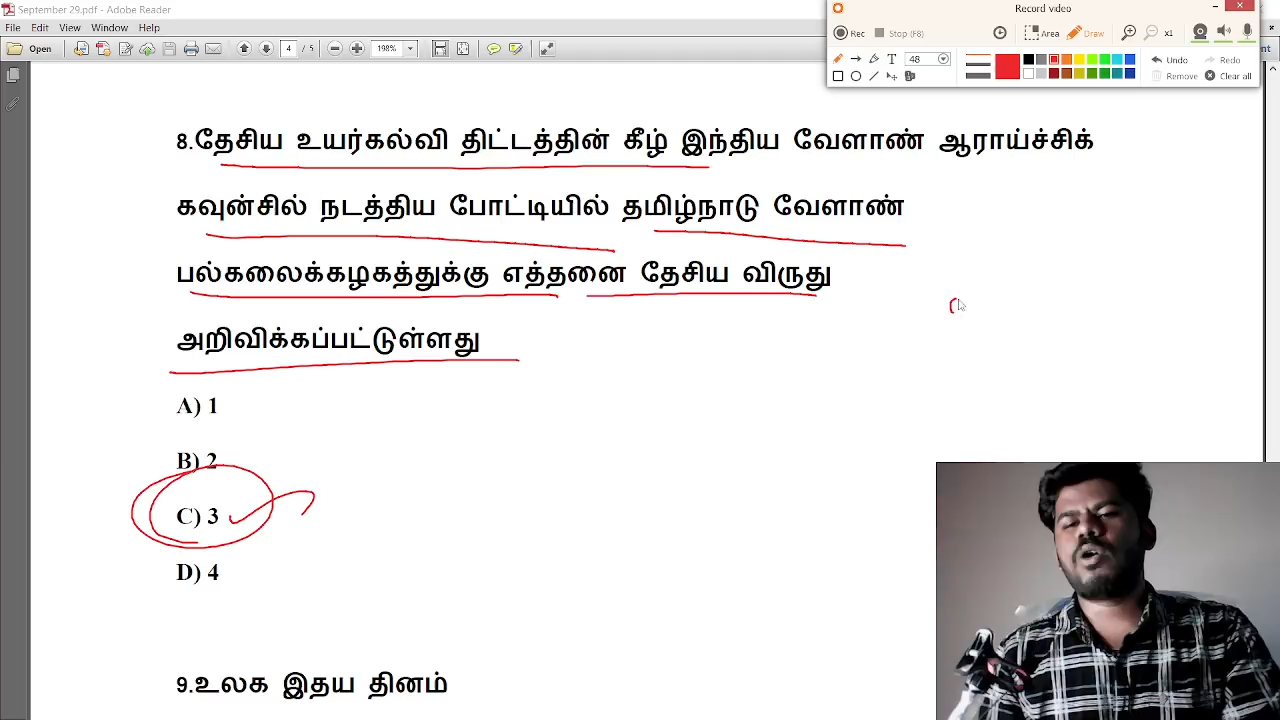 September 29.pdf - Adobe Reader
Record video
File Edit View Window Help
Rec Stop (F8) Area Draw x1
Open 4 / 5 198%
T 48 Undo Redo
Remove Clear all
8.தேசிய உயர்கல்வி திட்டத்தின் கீழ் இந்திய வேளாண் ஆராய்ச்சிக்
கவுன்சில் நடத்திய போட்டியில் தமிழ்நாடு வேளாண்
பல்கலைக்கழகத்துக்கு எத்தனை தேசிய விருது
அறிவிக்கப்பட்டுள்ளது
A) 1
B) 2
C) 3
D) 4
9.உலக இதய தினம்